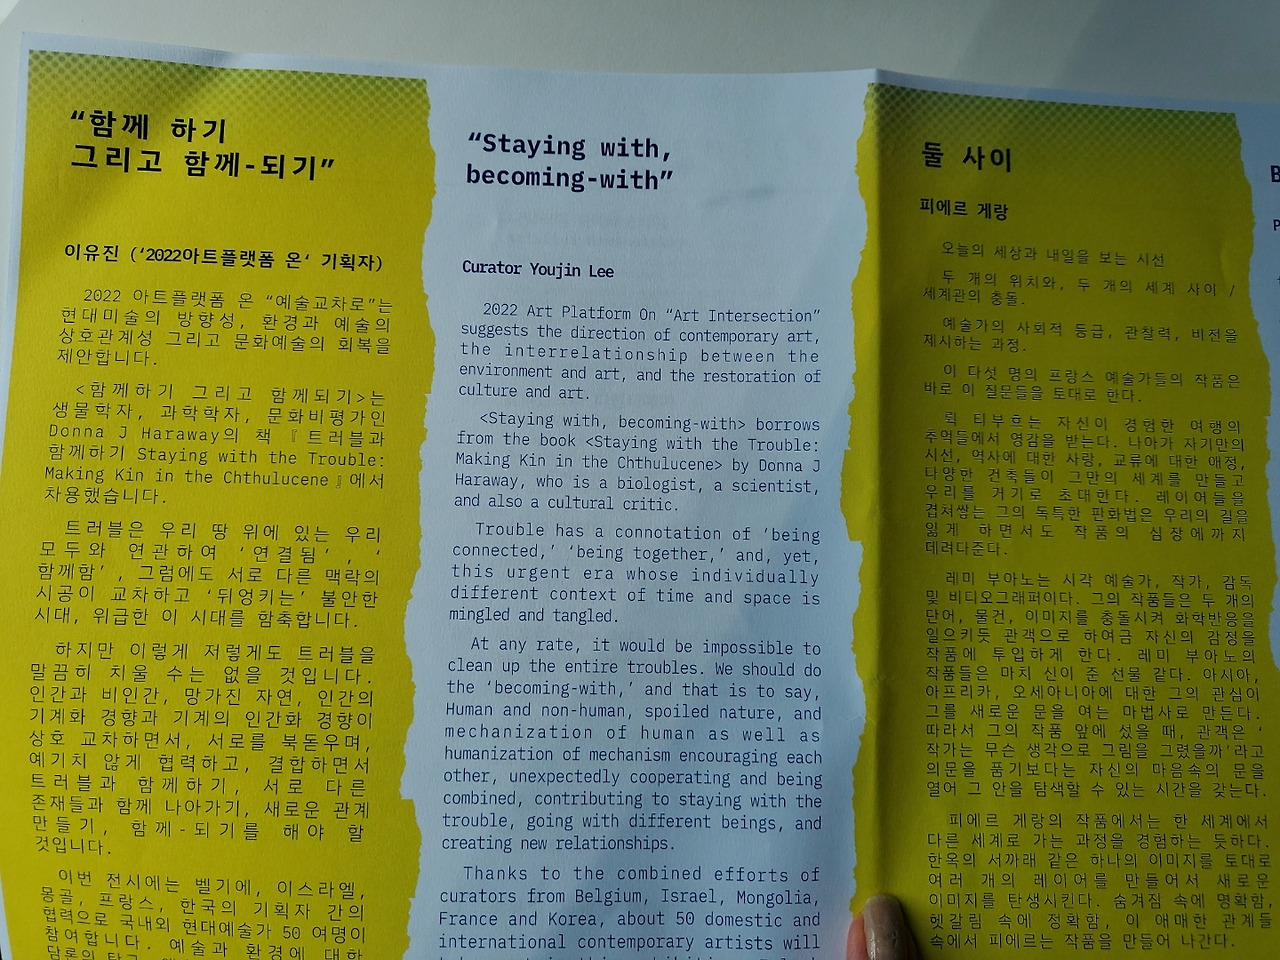 “함께 하기
그리고 함께-되기”
이유진 (‘2022아트플랫폼 온‘ 기획자)
2022 아트플랫폼 온 “예술교차로”는
현대미술의 방향성, 환경과 예술의
상호관계성 그리고 문화예술의 회복을
제안합니다.
<함께하기 그리고 함께되기>는
생물학자, 과학학자, 문화비평가인
Donna J Haraway의 책 『트러블과
함께하기 Staying with the Trouble:
Making Kin in the Chthulucene』에서
차용했습니다.
트러블은 우리 땅 위에 있는 우리
모두와 연관하여 ‘연결됨’, ‘
함께함’, 그럼에도 서로 다른 맥락의
시공이 교차하고 ‘뒤엉키는’ 불안한
시대, 위급한 이 시대를 함축합니다.
하지만 이렇게 저렇게도 트러블을
말끔히 치울 수는 없을 것입니다.
인간과 비인간, 망가진 자연, 인간의
기계화 경향과 기계의 인간화 경향이
상호 교차하면서, 서로를 북돋우며,
예기치 않게 협력하고, 결합하면서
트러블과 함께하기, 서로 다른
존재들과 함께 나아가기, 새로운 관계
만들기, 함께-되기를 해야 할
것입니다.
이번 전시에는 벨기에, 이스라엘,
몽골, 프랑스, 한국의 기획자 간의
협력으로 국내외 현대예술가 50 여명이
참여합니다. 예술과 환경에 대한
“Staying with,
becoming-with”
Curator Youjin Lee
2022 Art Platform On “Art Intersection”
suggests the direction of contemporary art,
the interrelationship between the
environment and art, and the restoration of
culture and art.
<Staying with, becoming-with> borrows
from the book <Staying with the Trouble:
Making Kin in the Chthulucene> by Donna J
Haraway, who is a biologist, a scientist,
and also a cultural critic.
Trouble has a connotation of ‘being
connected,’ ‘being together,’ and, yet,
this urgent era whose individually
different context of time and space is
mingled and tangled.
At any rate, it would be impossible to
clean up the entire troubles. We should do
the ‘becoming-with,’ and that is to say,
Human and non-human, spoiled nature, and
mechanization of human as well as
humanization of mechanism encouraging each
other, unexpectedly cooperating and being
combined, contributing to staying with the
trouble, going with different beings, and
creating new relationships.
Thanks to the combined efforts of
curators from Belgium, Israel, Mongolia,
France and Korea, about 50 domestic and
international contemporary artists will
둘 사이
피에르 게랑
오늘의 세상과 내일을 보는 시선
두 개의 위치와, 두 개의 세계 사이 /
세계관의 충돌.
예술가의 사회적 등급, 관찰력, 비전을
제시하는 과정.
이 다섯 명의 프랑스 예술가들의 작품은
바로 이 질문들을 토대로 한다.
뤽 티부흐는 자신이 경험한 여행의
추억들에서 영감을 받는다. 나아가 자기만의
시선, 역사에 대한 사랑, 교류에 대한 애정,
다양한 건축들이 그만의 세계를 만들고
우리를 거기로 초대한다. 레이어들을
겹쳐쌓는 그의 독특한 판화법은 우리의 길을
잃게 하면서도 작품의 심장에까지
데려다준다.
레미 부아노는 시각 예술가, 작가, 감독
및 비디오그래퍼이다. 그의 작품들은 두 개의
단어, 물건, 이미지를 충돌시켜 화학반응을
일으키듯 관객으로 하여금 자신의 감정을
작품에 투입하게 한다. 레미 부아노의
작품들은 마치 신이 준 선물 같다. 아시아,
아프리카, 오세아니아에 대한 그의 관심이
그를 새로운 문을 여는 마법사로 만든다.
따라서 그의 작품 앞에 섰을 때, 관객은 ‘
작가는 무슨 생각으로 그림을 그렸을까’라고
의문을 품기보다는 자신의 마음속의 문을
열어 그 안을 탐색할 수 있는 시간을 갖는다.
피에르 게랑의 작품에서는 한 세계에서
다른 세계로 가는 과정을 경험하는 듯하다.
한옥의 서까래 같은 하나의 이미지를 토대로
여러 개의 레이어를 만들어서 새로운
이미지를 탄생시킨다. 숨겨짐 속에 명확함,
헷갈림 속에 정확함, 이 애매한 관계들
속에서 피에르는 작품을 만들어 나간다.